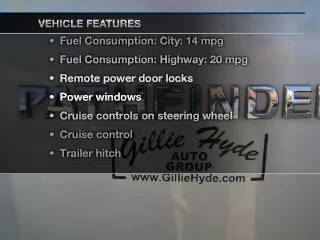 VEHICLE FEATURES
• Fuel Consumption: City: 14 mpg
• Fuel Consumption: Highway: 20 mpg
• Remote power door locks
• Power windows
• Cruise controls on steering wheel
• Cruise control
• Trailer hitch
PATHFINDER
Gillie Hyde
AUTO
GROUP
www.GillieHyde.com